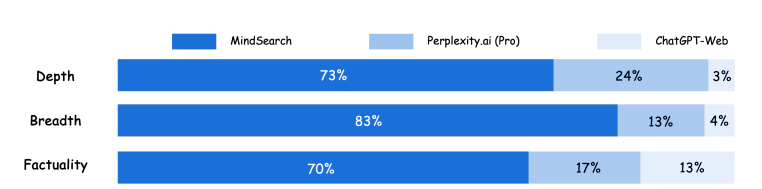 MindSearch Perplexity.ai (Pro) ChatGPT-Web
Depth 73% 24% 3%
Breadth 83% 13% 4%
Factuality 70% 17% 13%